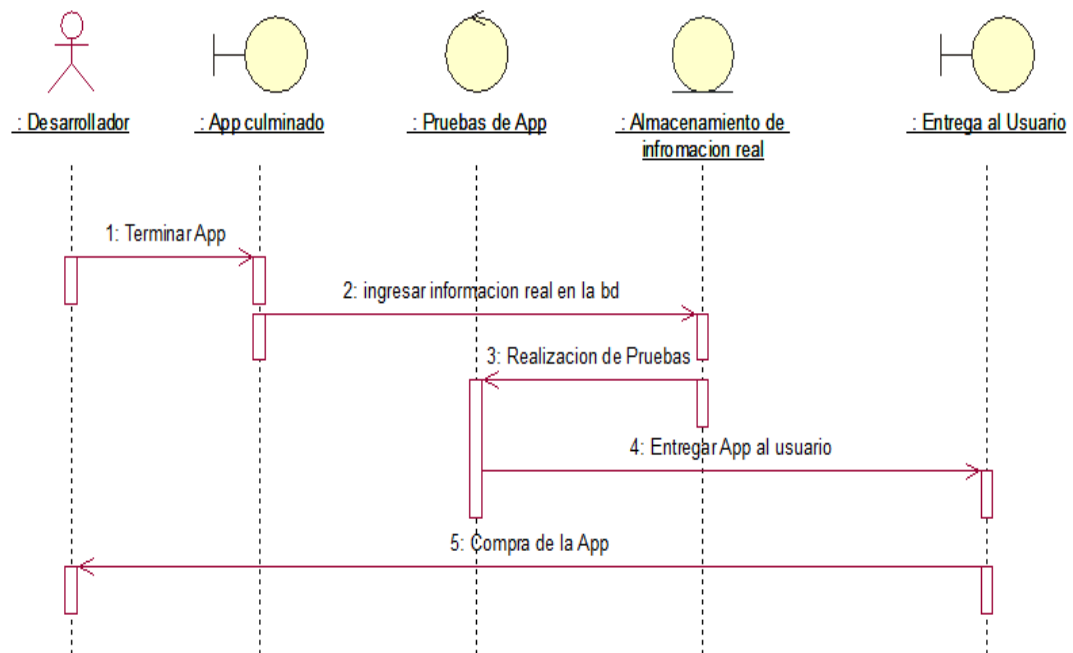 : Desarrollador
: App culminado
: Pruebas de App
: Almacenamiento de
infromacion real
: Entrega al Usuario
1: Terminar App
2: ingresar informacion real en la bd
3: Realizacion de Pruebas
4: Entregar App al usuario
5: Compra de la App